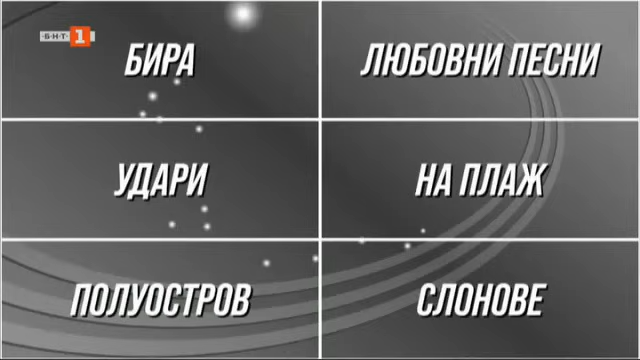 БНТ 1
БИРА
ЛЮБОВНИ ПЕСНИ
УДАРИ
НА ПЛАЖ
ПОЛУОСТРОВ
СЛОНОВЕ